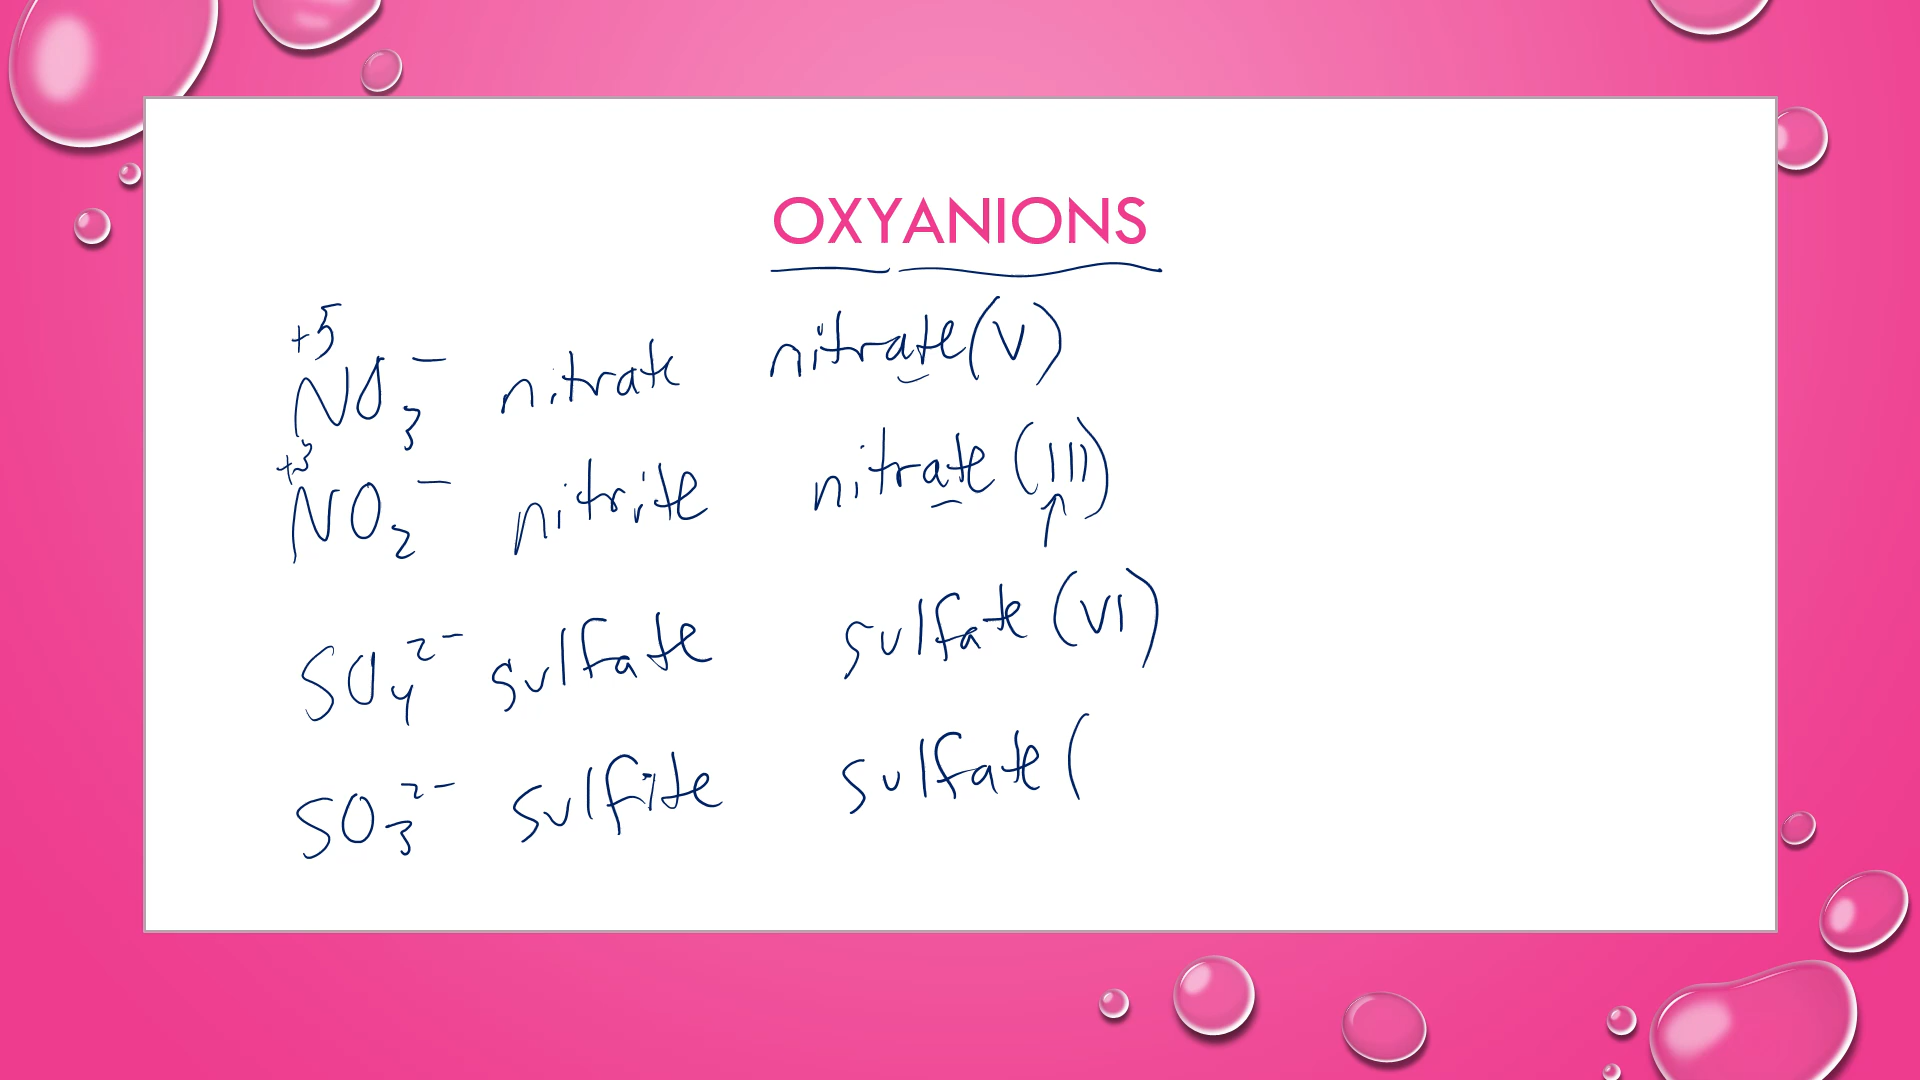 OXYANIONS
+5
NO₃⁻ nitrate nitrate(V)
+3
NO₂⁻ nitrite nitrate (III)
SO₄²⁻ sulfate sulfate (VI)
SO₃²⁻ sulfite sulfate (